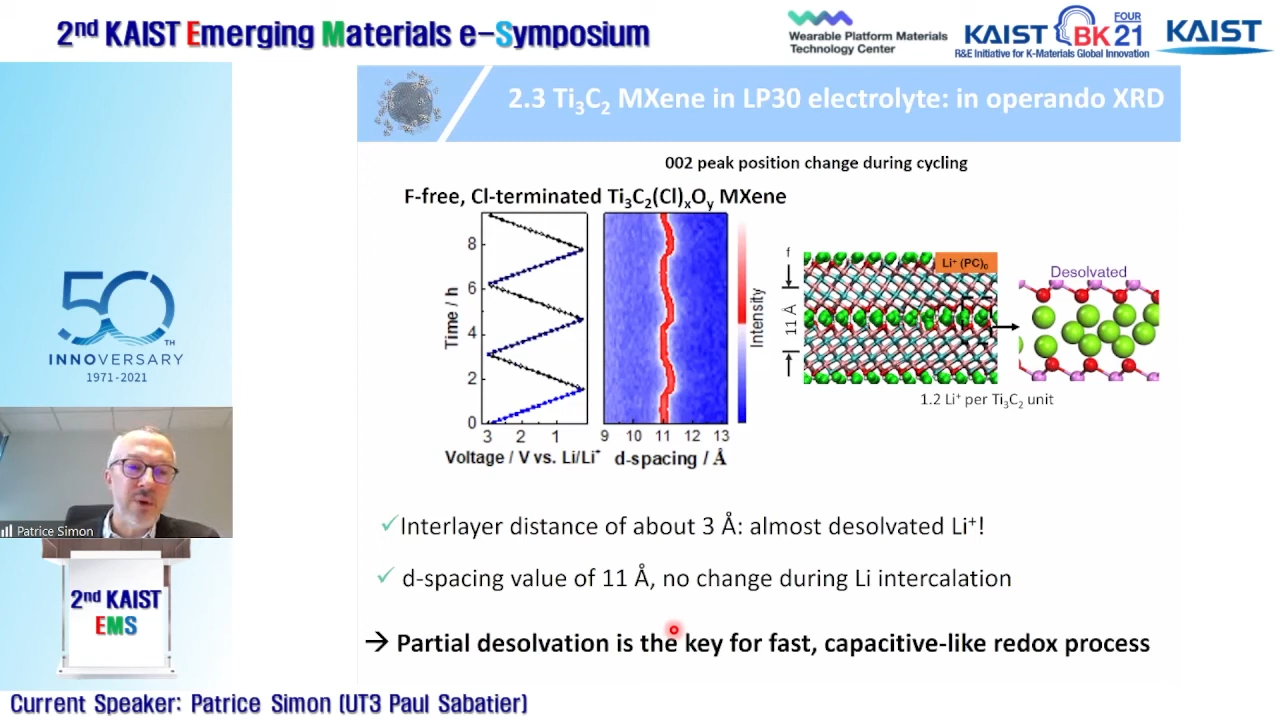 2nd KAIST Emerging Materials e-Symposium
Wearable Platform Materials
Technology Center
KAIST BK21 FOUR
R&E Initiative for K-Materials Global Innovation
KAIST
2.3 Ti3C2 MXene in LP30 electrolyte: in operando XRD
002 peak position change during cycling
F-free, Cl-terminated Ti3C2(Cl)xOy MXene
8
6
4
2
0
Time / h
3 2 1
Voltage / V vs. Li/Li+
9 10 11 12 13
d-spacing / Å
Intensity
f
11 Å
Li+ (PC)0
Desolvated
1.2 Li+ per Ti3C2 unit
✓Interlayer distance of about 3 Å: almost desolvated Li+!
✓ d-spacing value of 11 Å, no change during Li intercalation
→ Partial desolvation is the key for fast, capacitive-like redox process
50TH
INNOVERSARY
1971-2021
Patrice Simon
2nd KAIST
EMS
Current Speaker: Patrice Simon (UT3 Paul Sabatier)